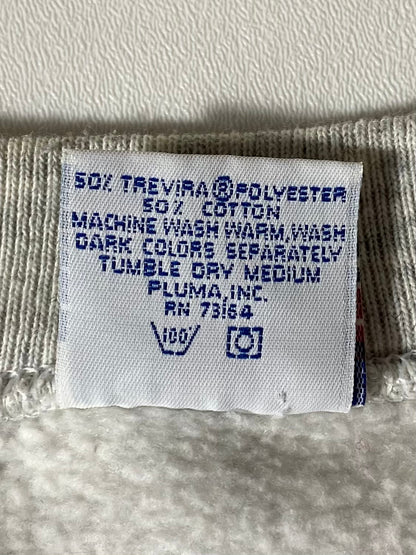 50% TREVIRA®POLYESTER
50% COTTON
MACHINE WASH WARM, WASH
DARK COLORS SEPARATELY
TUMBLE DRY MEDIUM
PLUMA, INC.
RN 73164
100°